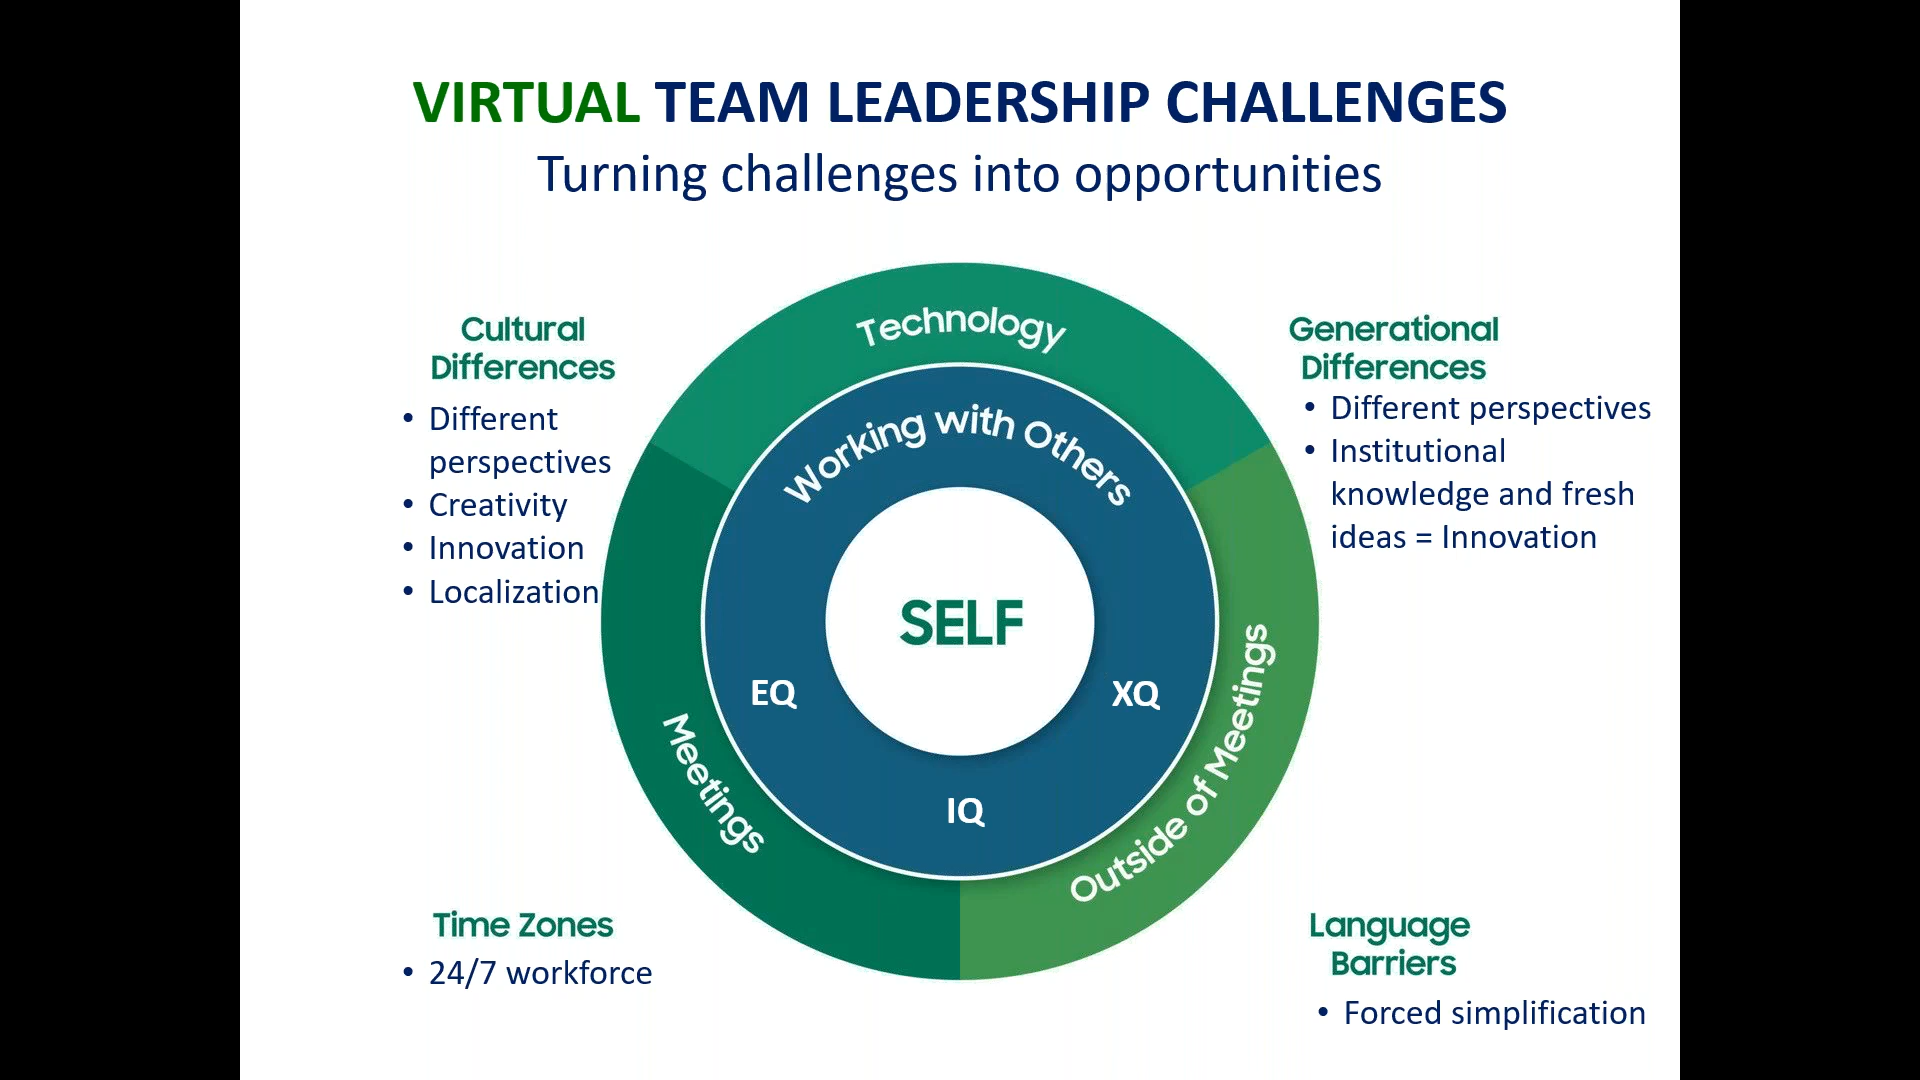 VIRTUAL TEAM LEADERSHIP CHALLENGES
Turning challenges into opportunities
Cultural
Differences
• Different
perspectives
• Creativity
• Innovation
• Localization
Generational
Differences
• Different perspectives
• Institutional
knowledge and fresh
ideas = Innovation
Technology
Working with Others
SELF
EQ
XQ
IQ
Meetings
Outside of Meetings
Time Zones
• 24/7 workforce
Language
Barriers
• Forced simplification